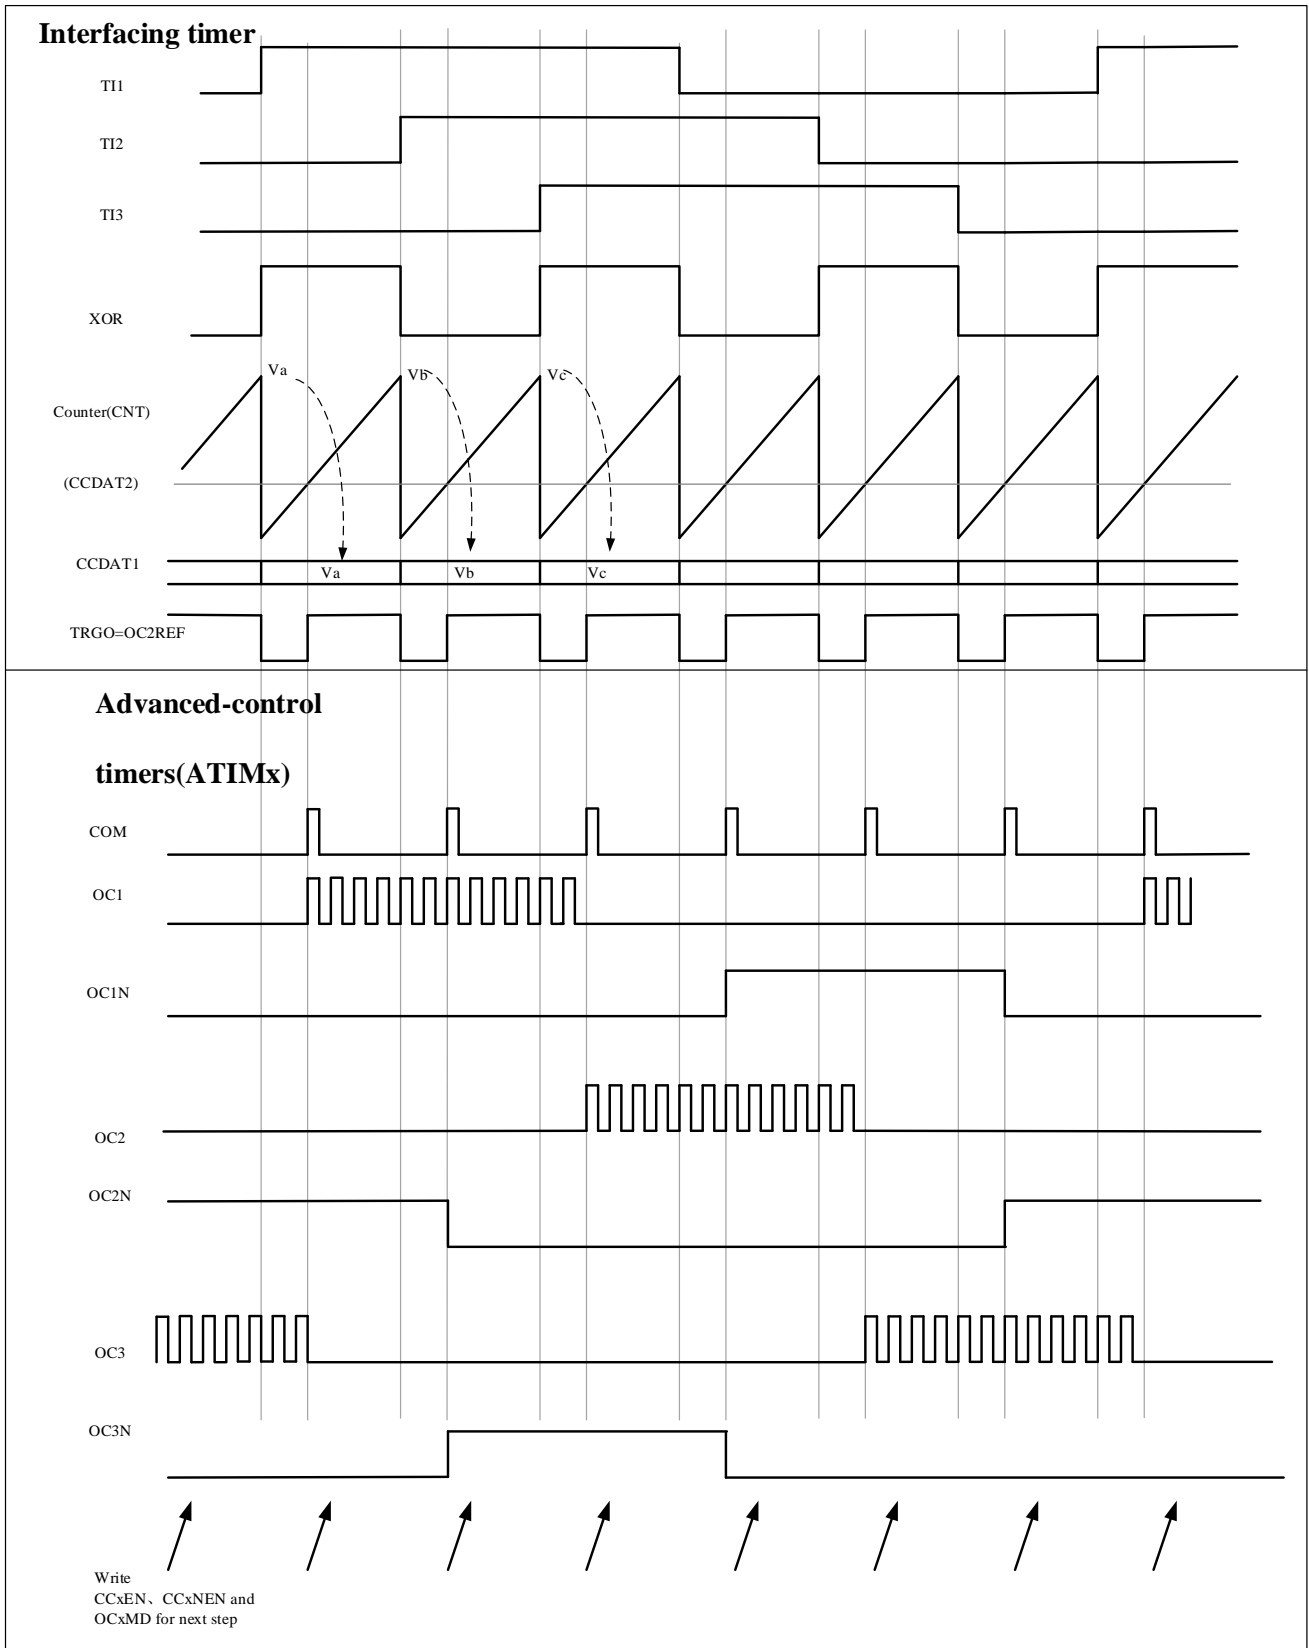 Interfacing timer
TI1
TI2
TI3
XOR
Va
Vb
Vc
Counter(CNT)
(CCDAT2)
CCDAT1
Va
Vb
Vc
TRGO=OC2REF
Advanced-control
timers(ATIMx)
COM
OC1
OC1N
OC2
OC2N
OC3
OC3N
Write
CCxEN、CCxNEN and
OCxMD for next step